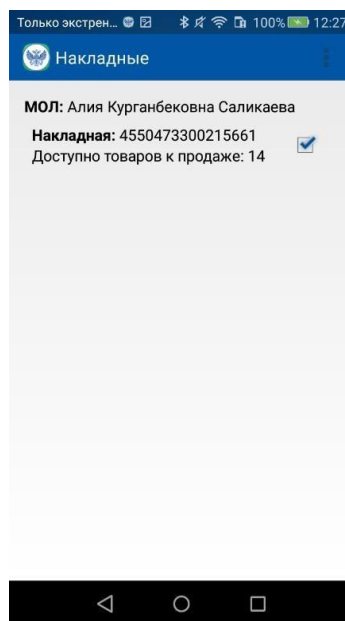 Только экстрен... 100% 12:27
Накладные
МОЛ: Алия Курганбековна Саликаева
Накладная: 4550473300215661
Доступно товаров к продаже: 14